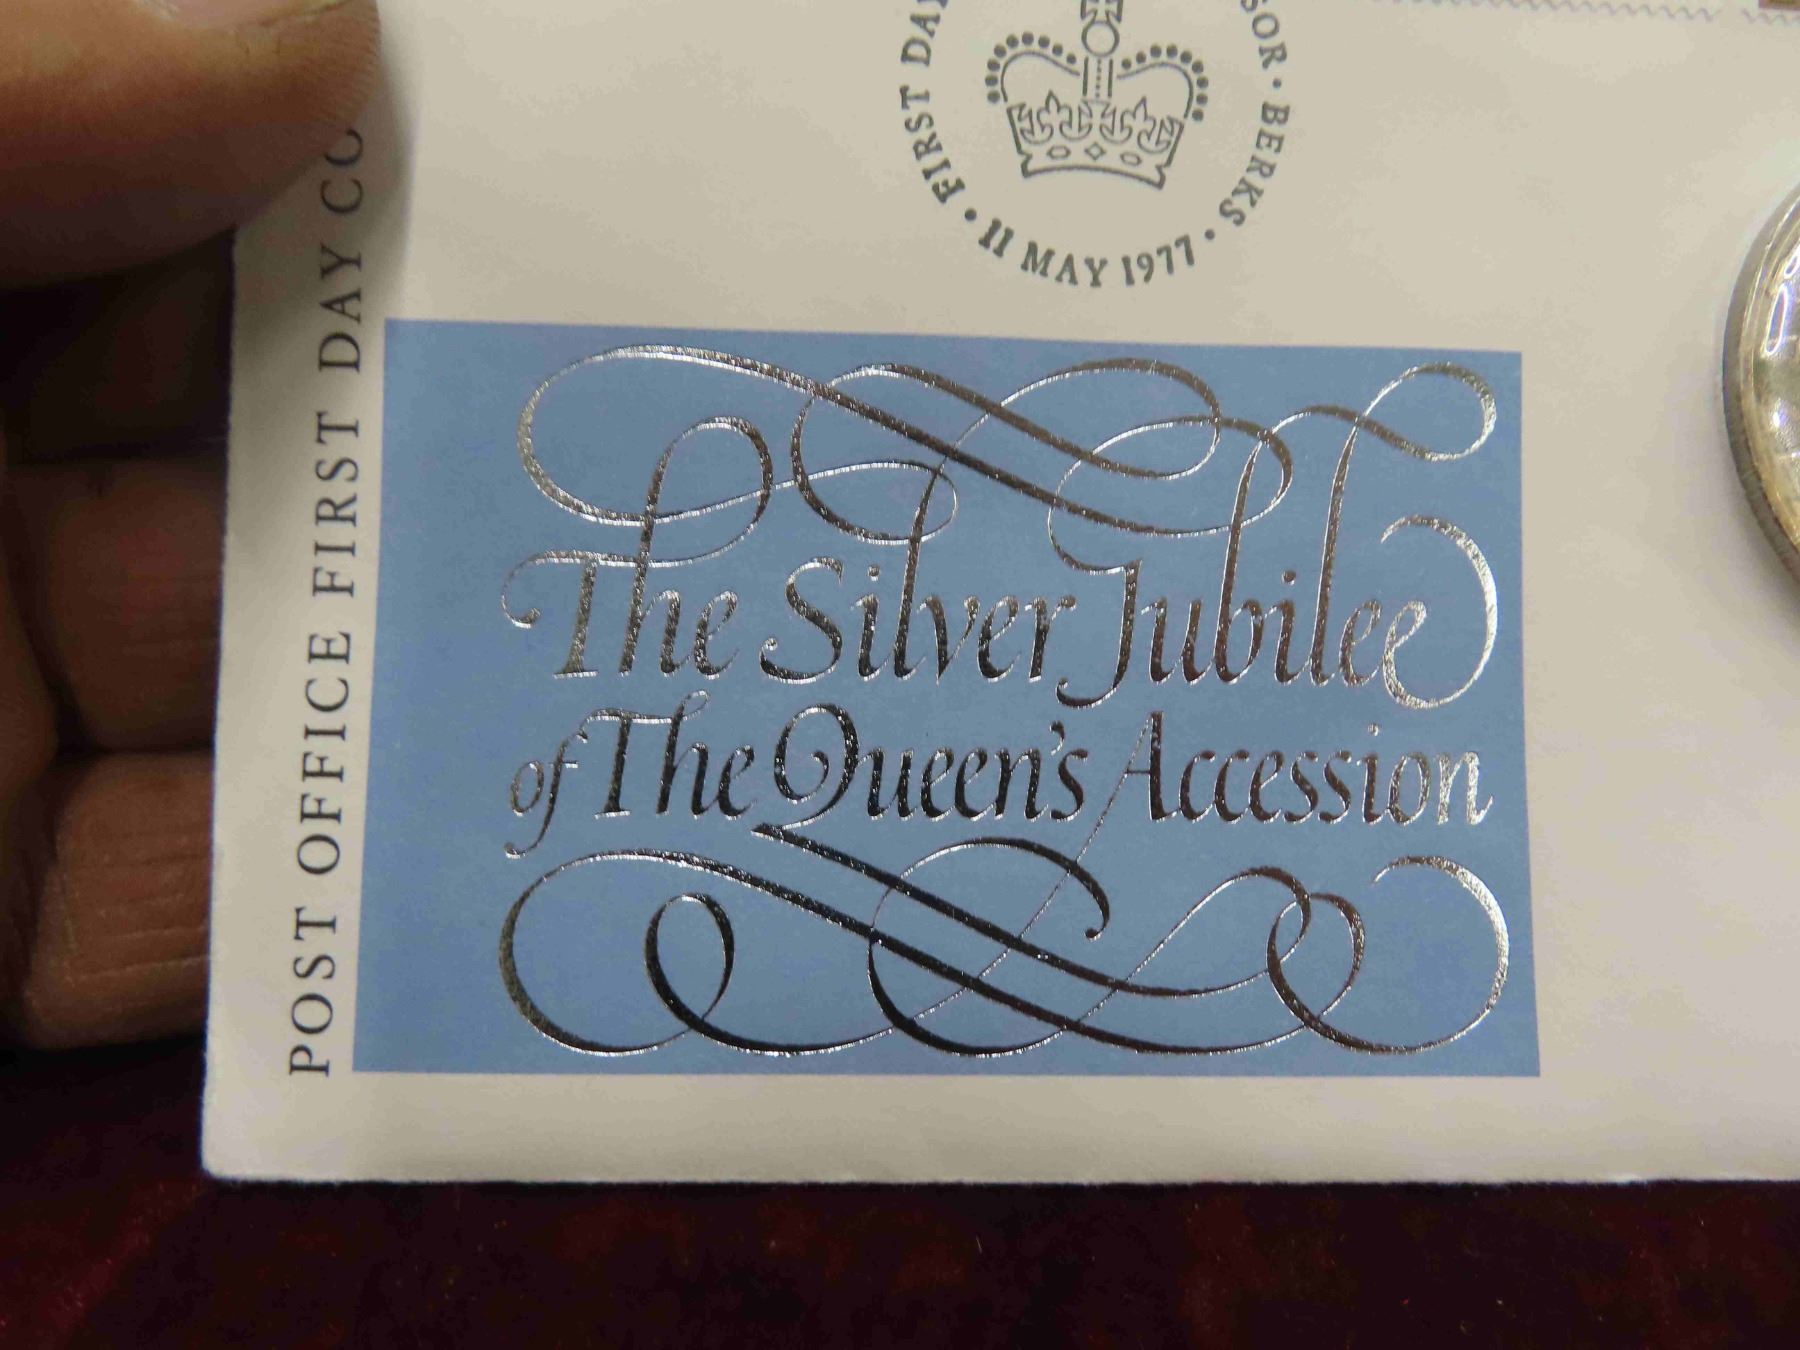 FIRST
BERKS
11 MAY 1977
POST OFFICE FIRST DAY
The Silver Jubilee
of The Queen's Accession